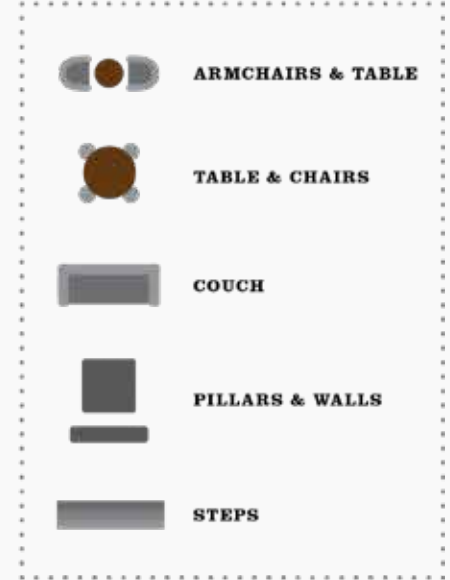 ARMCHAIRS & TABLE
TABLE & CHAIRS
COUCH
PILLARS & WALLS
STEPS